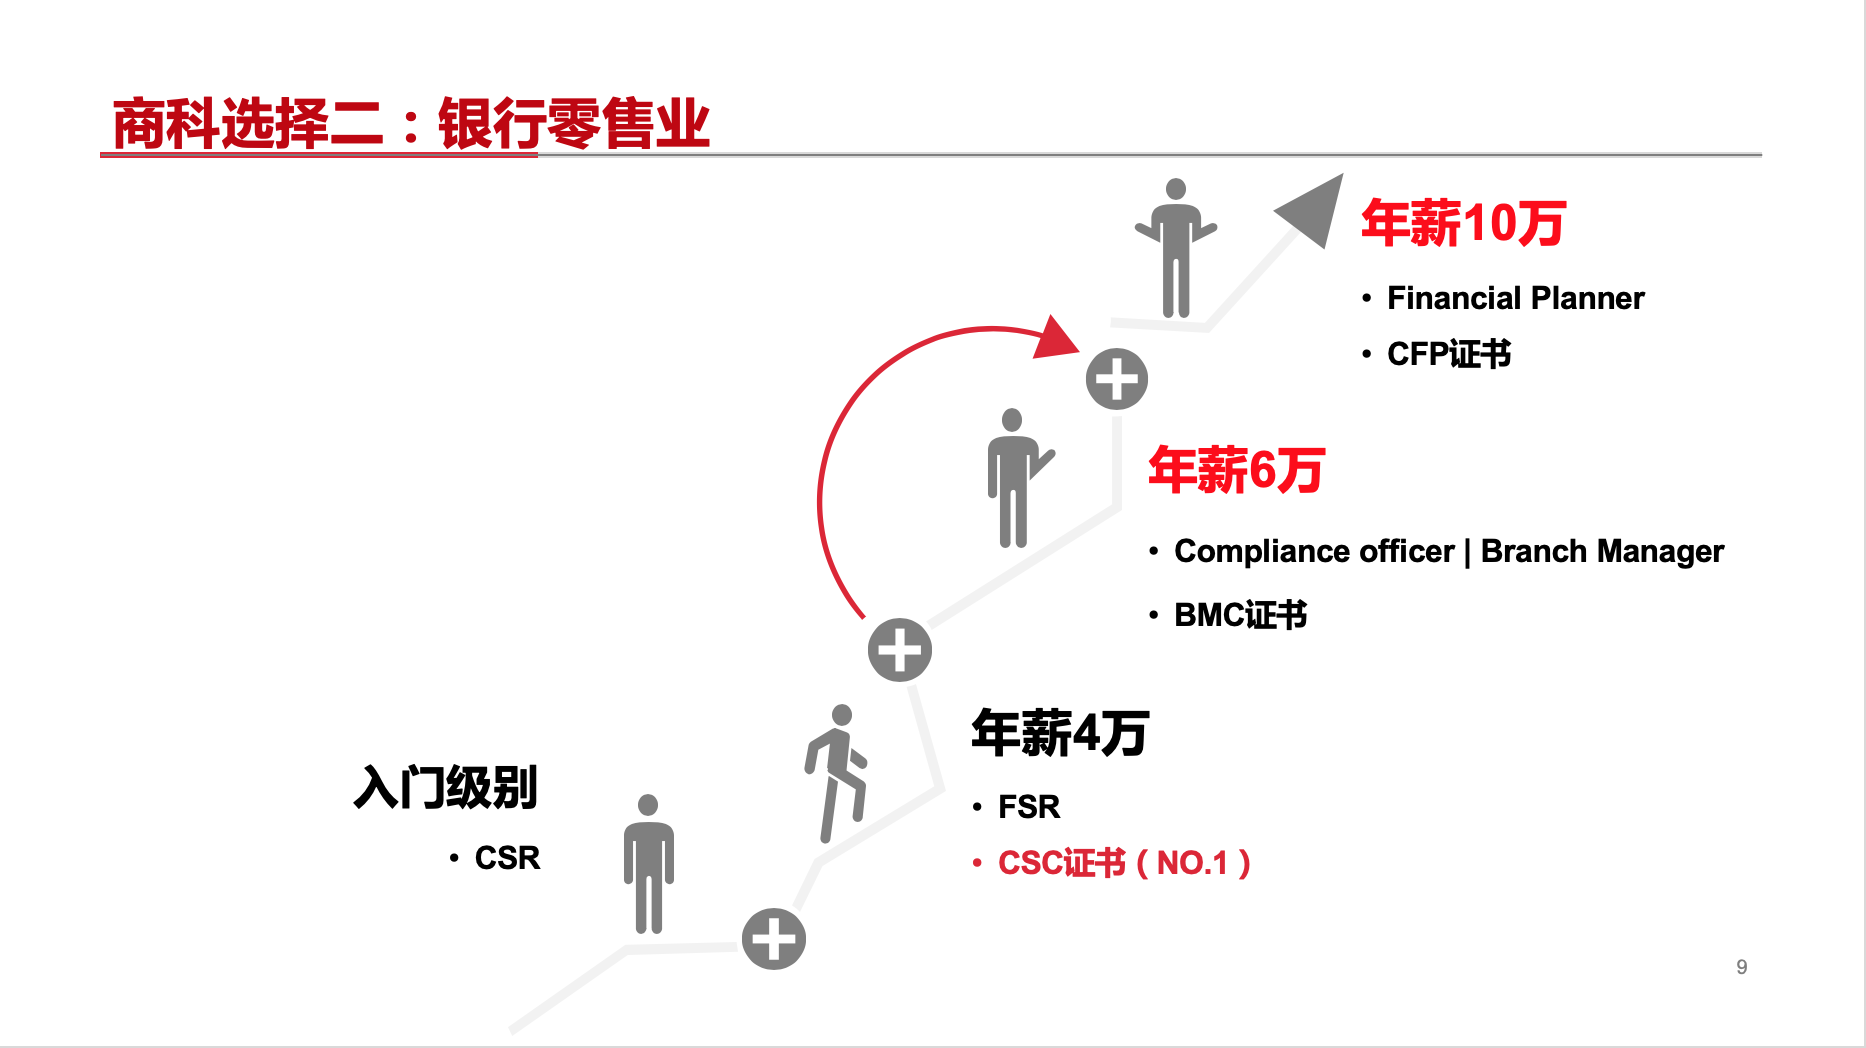 商科选择二：银行零售业
年薪10万
• Financial Planner
• CFP证书
年薪6万
• Compliance officer | Branch Manager
• BMC证书
年薪4万
• FSR
• CSC证书（NO.1）
入门级别
• CSR
9